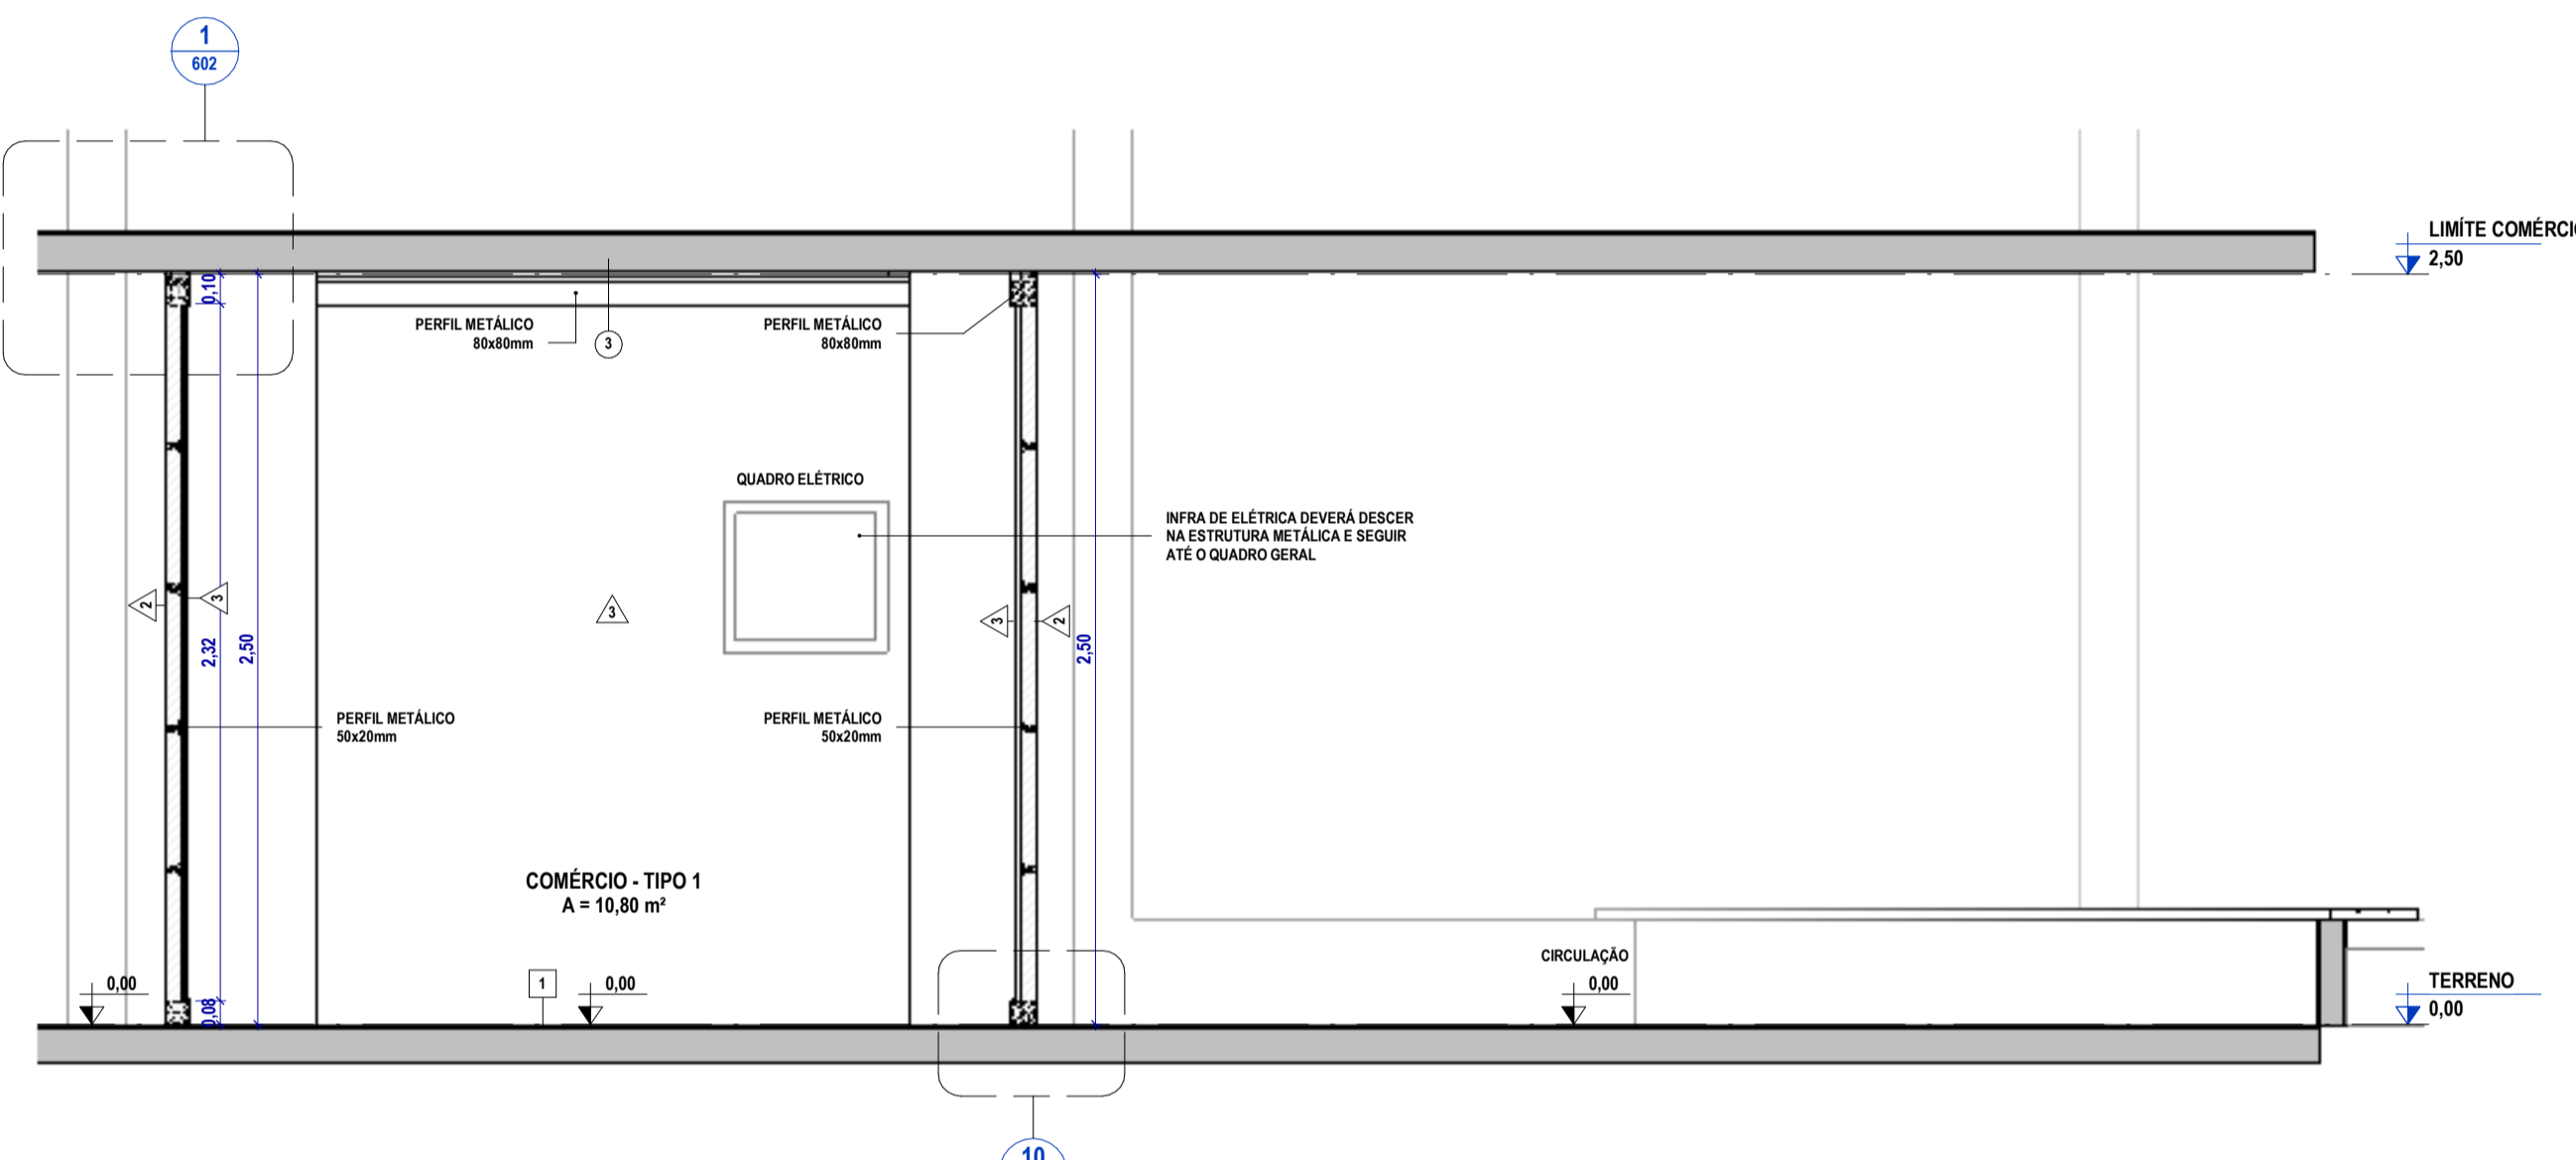 1
602
LIMÍTE COMÉRCI
2,50
0,10
PERFIL METÁLICO
80x80mm
3
PERFIL METÁLICO
80x80mm
QUADRO ELÉTRICO
INFRA DE ELÉTRICA DEVERÁ DESCER
NA ESTRUTURA METÁLICA E SEGUIR
ATÉ O QUADRO GERAL
2
3
3
3
2
2,32
2,50
2,50
PERFIL METÁLICO
50x20mm
PERFIL METÁLICO
50x20mm
COMÉRCIO - TIPO 1
A = 10,80 m²
CIRCULAÇÃO
0,00
0,08
1
0,00
0,00
TERRENO
0,00
10